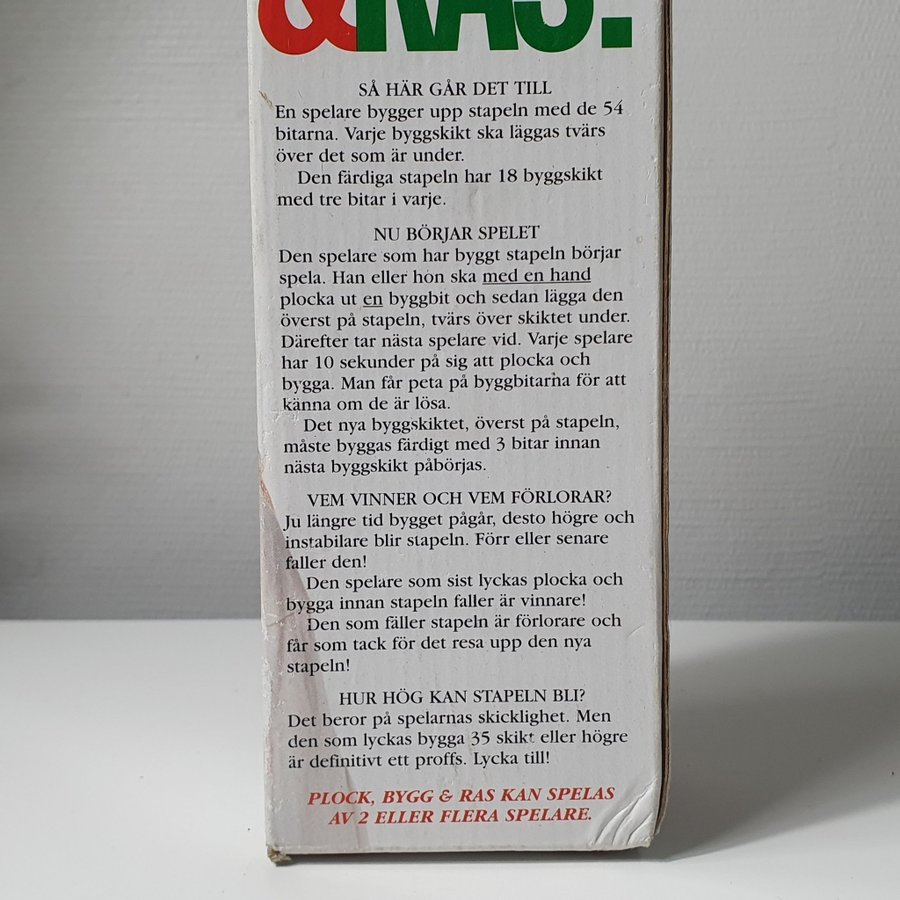 & RAS!
SÅ HÄR GÅR DET TILL
En spelare bygger upp stapeln med de 54
bitarna. Varje byggskikt ska läggas tvärs
över det som är under.
Den färdiga stapeln har 18 byggskikt
med tre bitar i varje.
NU BÖRJAR SPELET
Den spelare som har byggt stapeln börjar
spela. Han eller hon ska med en hand
plocka ut en byggbit och sedan lägga den
överst på stapeln, tvärs över skiktet under.
Därefter tar nästa spelare vid. Varje spelare
har 10 sekunder på sig att plocka och
bygga. Man får peta på byggbitarna för att
känna om de är lösa.
Det nya byggskiktet, överst på stapeln,
måste byggas färdigt med 3 bitar innan
nästa byggskikt påbörjas.
VEM VINNER OCH VEM FÖRLORAR?
Ju längre tid bygget pågår, desto högre och
instabilare blir stapeln. Förr eller senare
faller den!
Den spelare som sist lyckas plocka och
bygga innan stapeln faller är vinnare!
Den som fäller stapeln är förlorare och
får som tack för det resa upp den nya
stapeln!
HUR HÖG KAN STAPELN BLI?
Det beror på spelarnas skicklighet. Men
den som lyckas bygga 35 skikt eller högre
är definitivt ett proffs. Lycka till!
PLOCK, BYGG & RAS KAN SPELAS
AV 2 ELLER FLERA SPELARE.